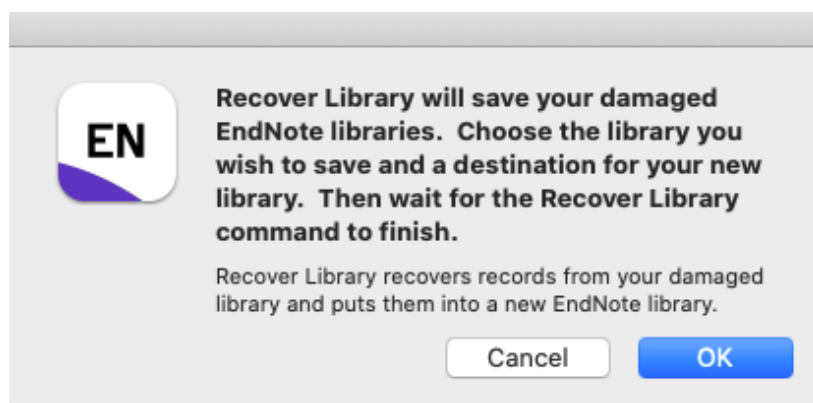 EN
Recover Library will save your damaged
EndNote libraries.  Choose the library you
wish to save and a destination for your new
library.  Then wait for the Recover Library
command to finish.
Recover Library recovers records from your damaged
library and puts them into a new EndNote library.
Cancel
OK